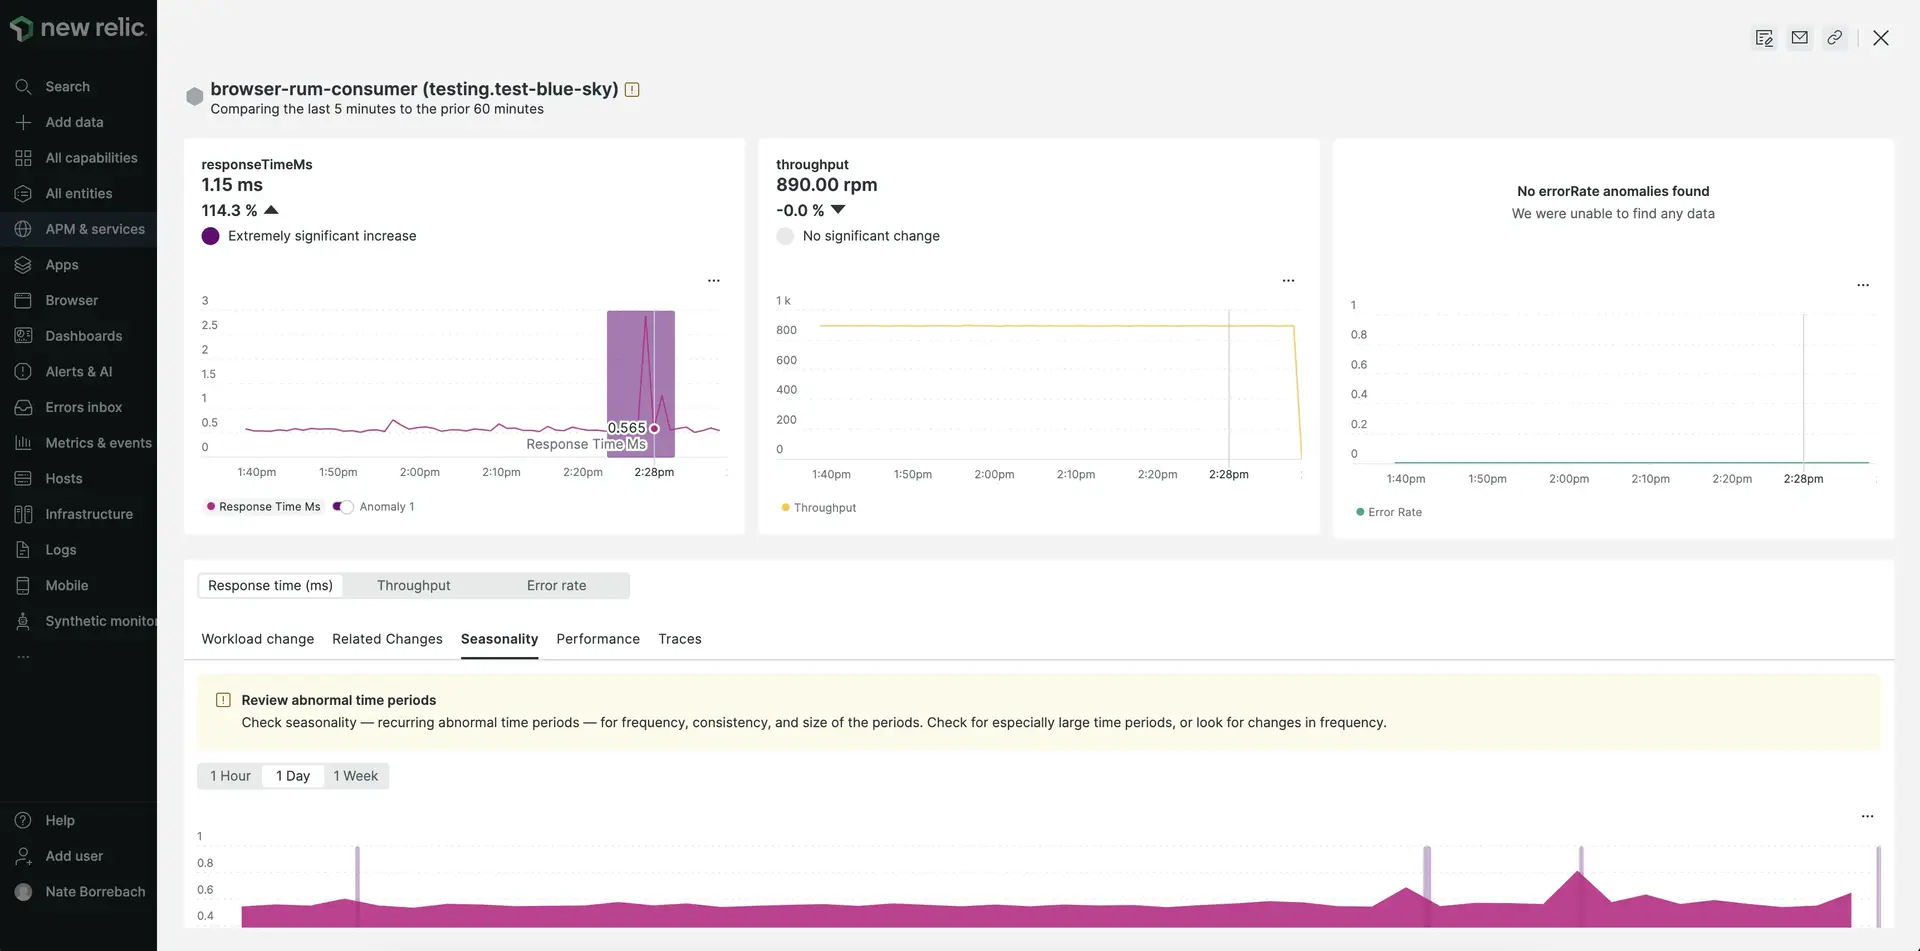 new relic.
Search
Add data
All capabilities
All entities
APM & services
Apps
Browser
Dashboards
Alerts & AI
Errors inbox
Metrics & events
Hosts
Infrastructure
Logs
Mobile
Synthetic monitor
...
Help
Add user
Nate Borrebach
browser-rum-consumer (testing.test-blue-sky)
Comparing the last 5 minutes to the prior 60 minutes
responseTimeMs
1.15 ms
114.3 %
Extremely significant increase
...
3
2.5
2
1.5
1
0.5
0
0.565
Response Time Ms
1:40pm 1:50pm 2:00pm 2:10pm 2:20pm 2:28pm
Response Time Ms Anomaly 1
throughput
890.00 rpm
-0.0 %
No significant change
...
1 k
800
600
400
200
0
1:40pm 1:50pm 2:00pm 2:10pm 2:20pm 2:28pm
Throughput
No errorRate anomalies found
We were unable to find any data
...
1
0.8
0.6
0.4
0.2
0
1:40pm 1:50pm 2:00pm 2:10pm 2:20pm 2:28pm
Error Rate
Response time (ms) Throughput Error rate
Workload change Related Changes Seasonality Performance Traces
Review abnormal time periods
Check seasonality — recurring abnormal time periods — for frequency, consistency, and size of the periods. Check for especially large time periods, or look for changes in frequency.
1 Hour 1 Day 1 Week
...
1
0.8
0.6
0.4